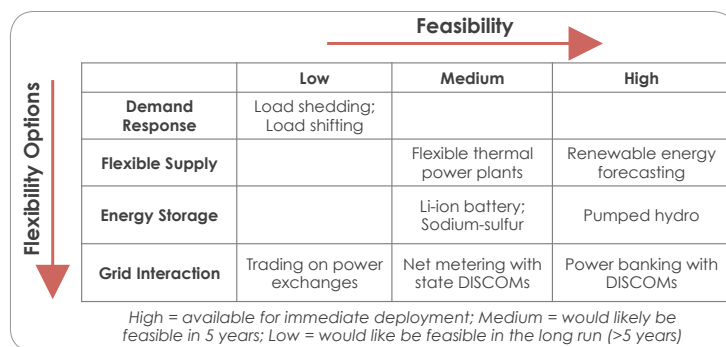 Feasibility
Flexibility Options
Low Medium High
Demand Response
Load shedding;
Load shifting
Flexible Supply
Flexible thermal
power plants
Renewable energy
forecasting
Energy Storage
Li-ion battery;
Sodium-sulfur
Pumped hydro
Grid Interaction
Trading on power
exchanges
Net metering with
state DISCOMs
Power banking with
DISCOMs
High = available for immediate deployment; Medium = would likely be
feasible in 5 years; Low = would like be feasible in the long run (>5 years)